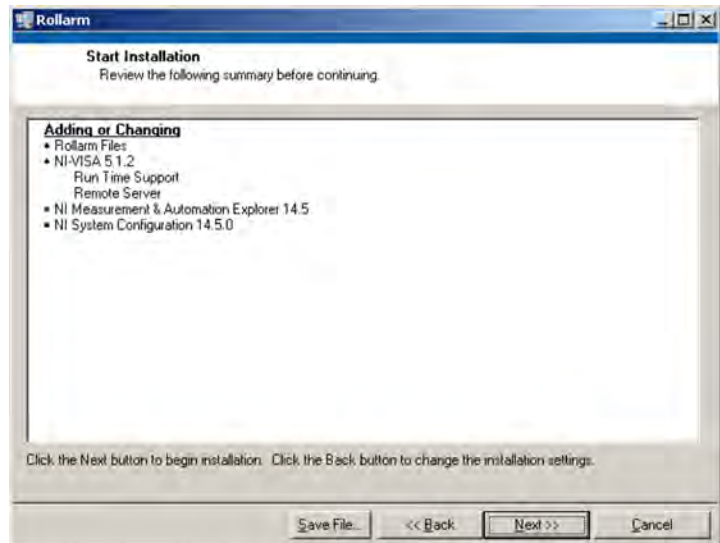 Rollarm
Start Installation
Review the following summary before continuing.
Adding or Changing
• Rollarm Files
• NI-VISA 5.1.2
Run Time Support
Remote Server
• NI Measurement & Automation Explorer 14.5
• NI System Configuration 14.5.0
Click the Next button to begin installation. Click the Back button to change the installation settings.
Save File...
<< Back
Next >>
Cancel